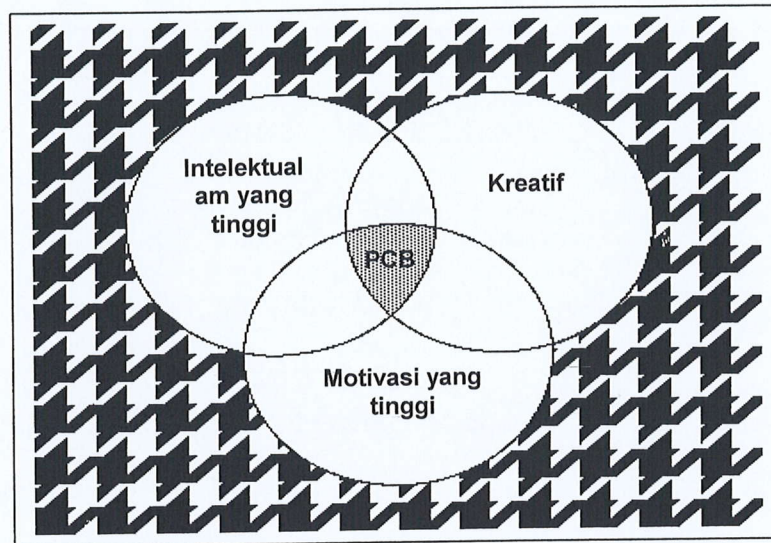 Intelektual
am yang
tinggi
Kreatif
PCB
Motivasi yang
tinggi